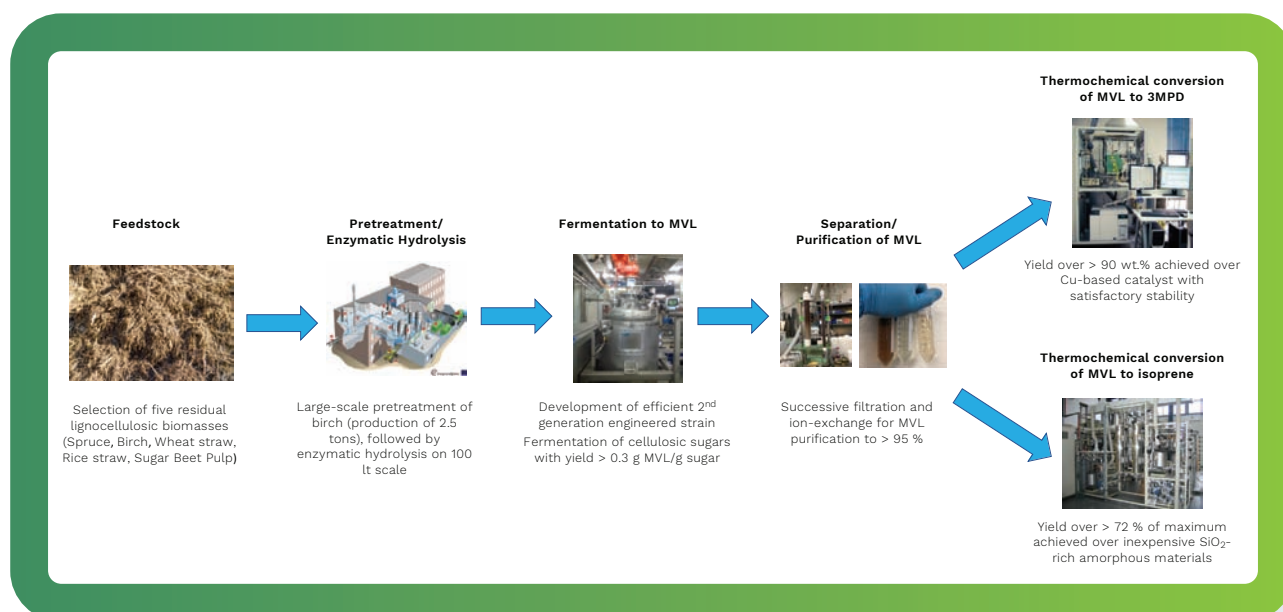 Feedstock
Selection of five residual
lignocellulosic biomasses
(Spruce, Birch, Wheat straw,
Rice straw, Sugar Beet Pulp)
Pretreatment/
Enzymatic Hydrolysis
Large-scale pretreatment of
birch (production of 2.5
tons), followed by
enzymatic hydrolysis on 100
lt scale
Fermentation to MVL
Development of efficient 2nd
generation engineered strain
Fermentation of cellulosic sugars
with yield > 0.3 g MVL/g sugar
Separation/
Purification of MVL
Successive filtration and
ion-exchange for MVL
purification to > 95 %
Thermochemical conversion
of MVL to 3MPD
Yield over > 90 wt.% achieved over
Cu-based catalyst with
satisfactory stability
Thermochemical conversion
of MVL to isoprene
Yield over > 72 % of maximum
achieved over inexpensive SiO2-
rich amorphous materials